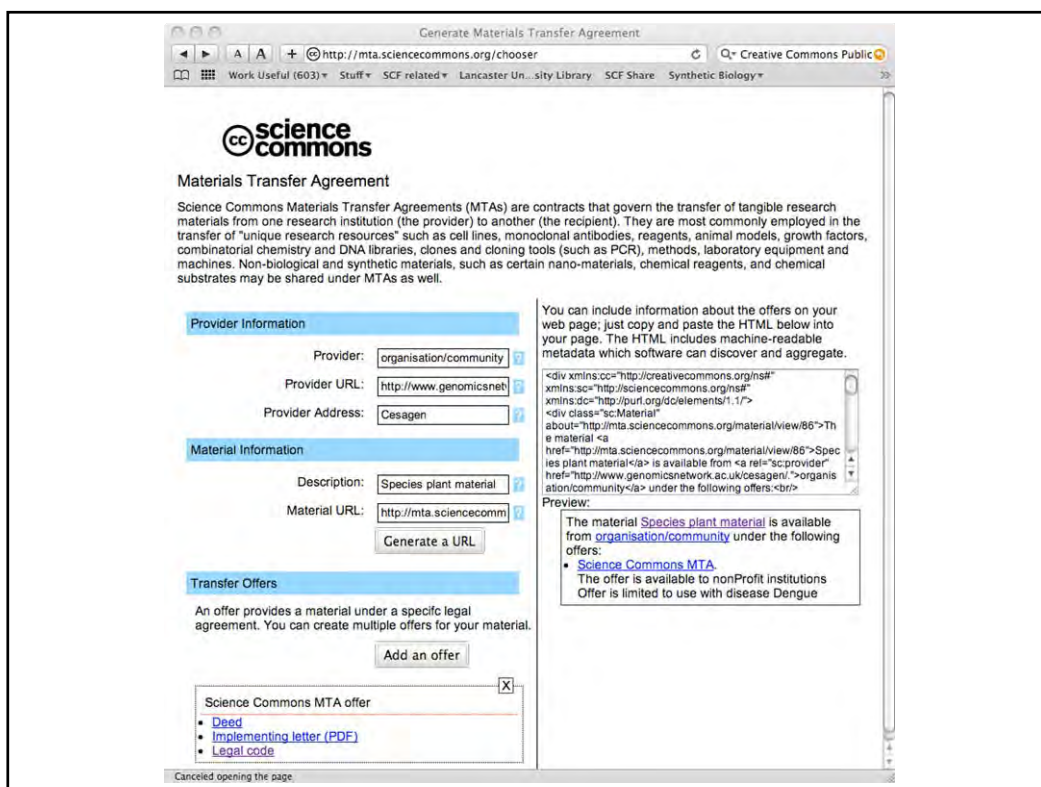 Generate Materials Transfer Agreement
A A + http://mta.sciencecommons.org/chooser Creative Commons Public
Work Useful (603) Stuff SCF related Lancaster Un...sity Library SCF Share Synthetic Biology
cc science
commons
Materials Transfer Agreement
Science Commons Materials Transfer Agreements (MTAs) are contracts that govern the transfer of tangible research
materials from one research institution (the provider) to another (the recipient). They are most commonly employed in the
transfer of "unique research resources" such as cell lines, monoclonal antibodies, reagents, animal models, growth factors,
combinatorial chemistry and DNA libraries, clones and cloning tools (such as PCR), methods, laboratory equipment and
machines. Non-biological and synthetic materials, such as certain nano-materials, chemical reagents, and chemical
substrates may be shared under MTAs as well.
Provider Information
Provider: organisation/community ?
Provider URL: http://www.genomicsnet ?
Provider Address: Cesagen ?
Material Information
Description: Species plant material ?
Material URL: http://mta.sciencecomm ?
Generate a URL
Transfer Offers
An offer provides a material under a specifc legal
agreement. You can create multiple offers for your material.
Add an offer
X
Science Commons MTA offer
• Deed
• Implementing letter (PDF)
• Legal code
You can include information about the offers on your
web page; just copy and paste the HTML below into
your page. The HTML includes machine-readable
metadata which software can discover and aggregate.
<div xmlns:cc="http://creativecommons.org/ns#"
xmlns:sc="http://sciencecommons.org/ns#"
xmlns:dc="http://purl.org/dc/elements/1.1/">
<div class="sc:Material"
about="http://mta.sciencecommons.org/material/view/86">Th
e material <a
href="http://mta.sciencecommons.org/material/view/86">Spec
ies plant material</a> is available from <a rel="sc:provider"
href="http://www.genomicsnetwork.ac.uk/cesagen/.">organis
ation/community</a> under the following offers:<br/>
Preview:
The material Species plant material is available
from organisation/community under the following
offers:
• Science Commons MTA.
The offer is available to nonProfit institutions
Offer is limited to use with disease Dengue
Canceled opening the page